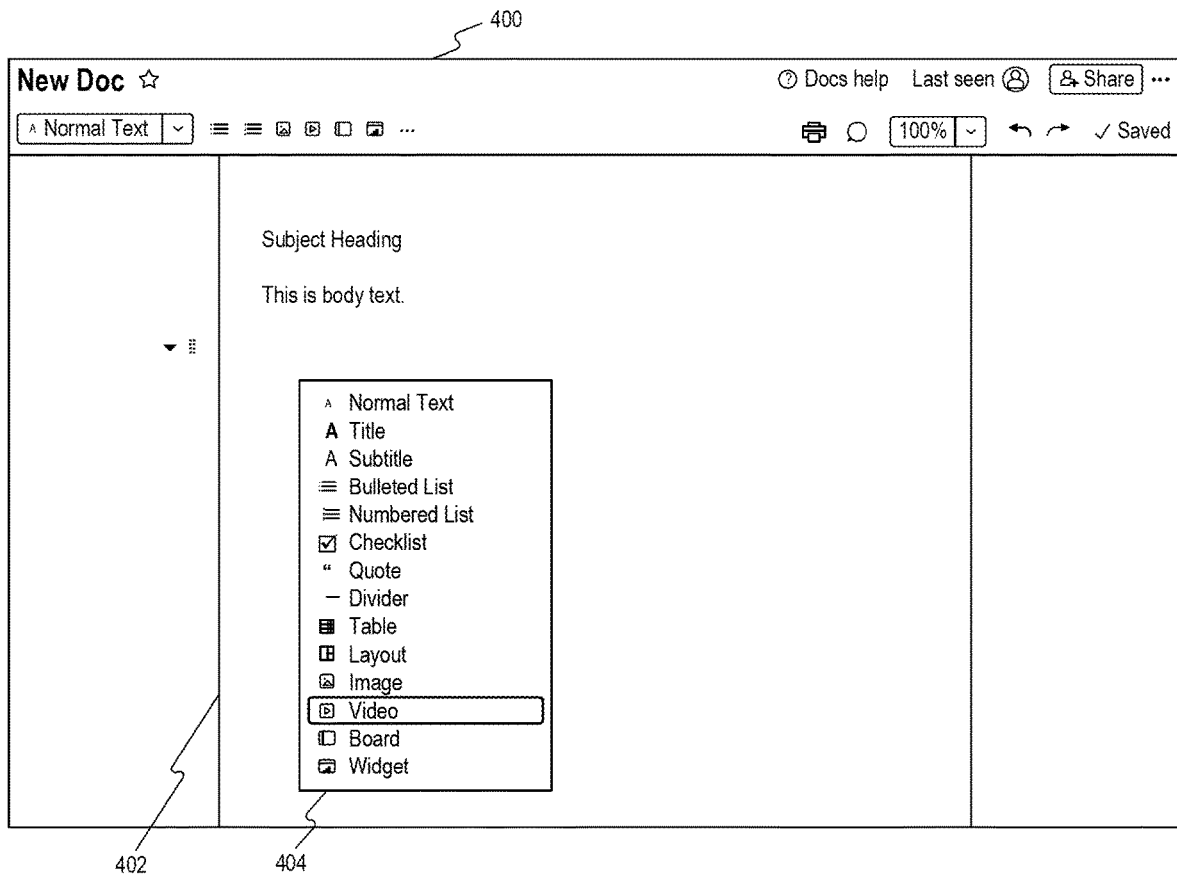 400
New Doc Docs help Last seen Share ...
A Normal Text ... 100% Saved
Subject Heading
This is body text.
A Normal Text
A Title
A Subtitle
Bulleted List
Numbered List
Checklist
“ Quote
Divider
Table
Layout
Image
Video
Board
Widget
402 404